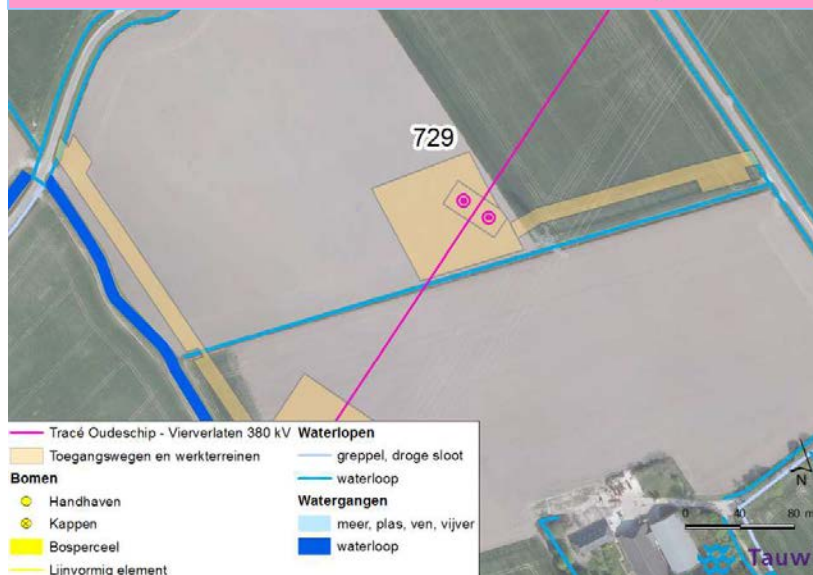 729
Tracé Oudeschip - Vierverlaten 380 kV
Toegangswegen en werkterreinen
Bomen
Handhaven
Kappen
Bosperceel
Lijnvormig element
Waterlopen
greppel, droge sloot
waterloop
Watergangen
meer, plas, ven, vijver
waterloop
N
0 40 80 m
Tauw